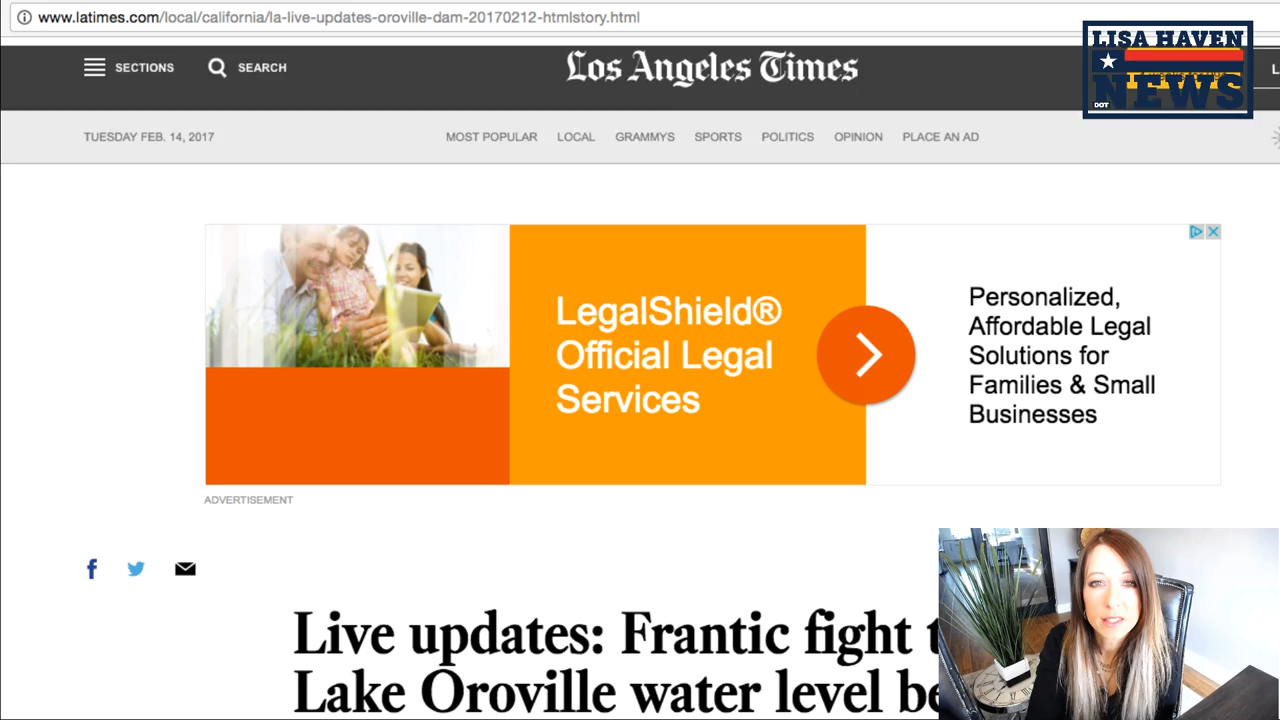 www.latimes.com/local/california/la-live-updates-oroville-dam-20170212-htmlstory.html
LISA HAVEN
NEWS
DOT
SECTIONS
SEARCH
Los Angeles Times
L
TUESDAY FEB. 14, 2017
MOST POPULAR LOCAL GRAMMYS SPORTS POLITICS OPINION PLACE AN AD
LegalShield®
Official Legal
Services
Personalized,
Affordable Legal
Solutions for
Families & Small
Businesses
ADVERTISEMENT
Live updates: Frantic fight t
Lake Oroville water level be